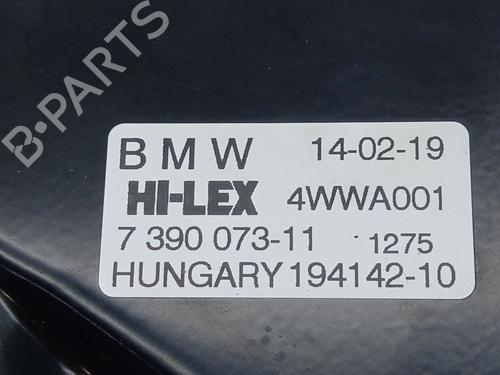 B-PARTS
BMW 14-02-19
HI-LEX 4WWA001
7 390 073-11 1275
HUNGARY 194142-10